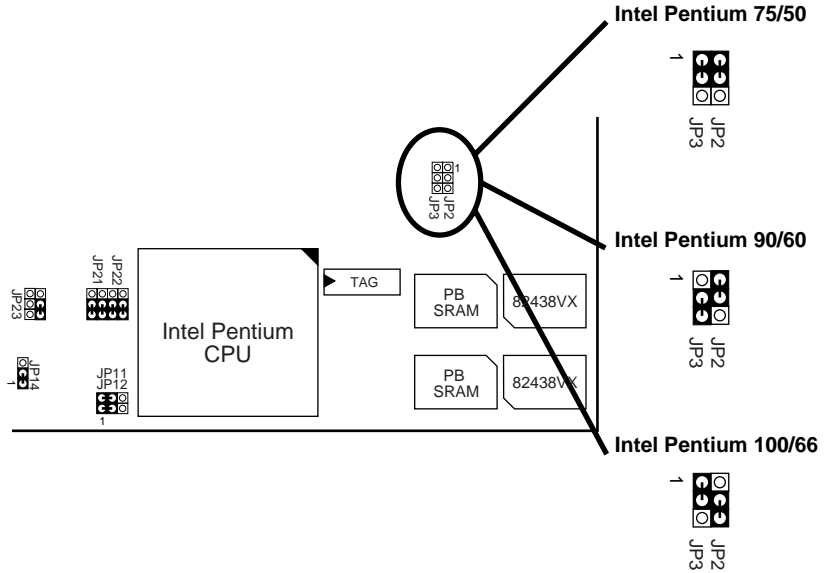 Intel Pentium 75/50
1
JP3
JP2
1
JP3
JP2
Intel Pentium 90/60
1
JP3
JP2
JP23
JP21
JP22
TAG
PB
SRAM
82438VX
Intel Pentium
CPU
JP14
1
JP11
JP12
1
PB
SRAM
82438VX
Intel Pentium 100/66
1
JP3
JP2